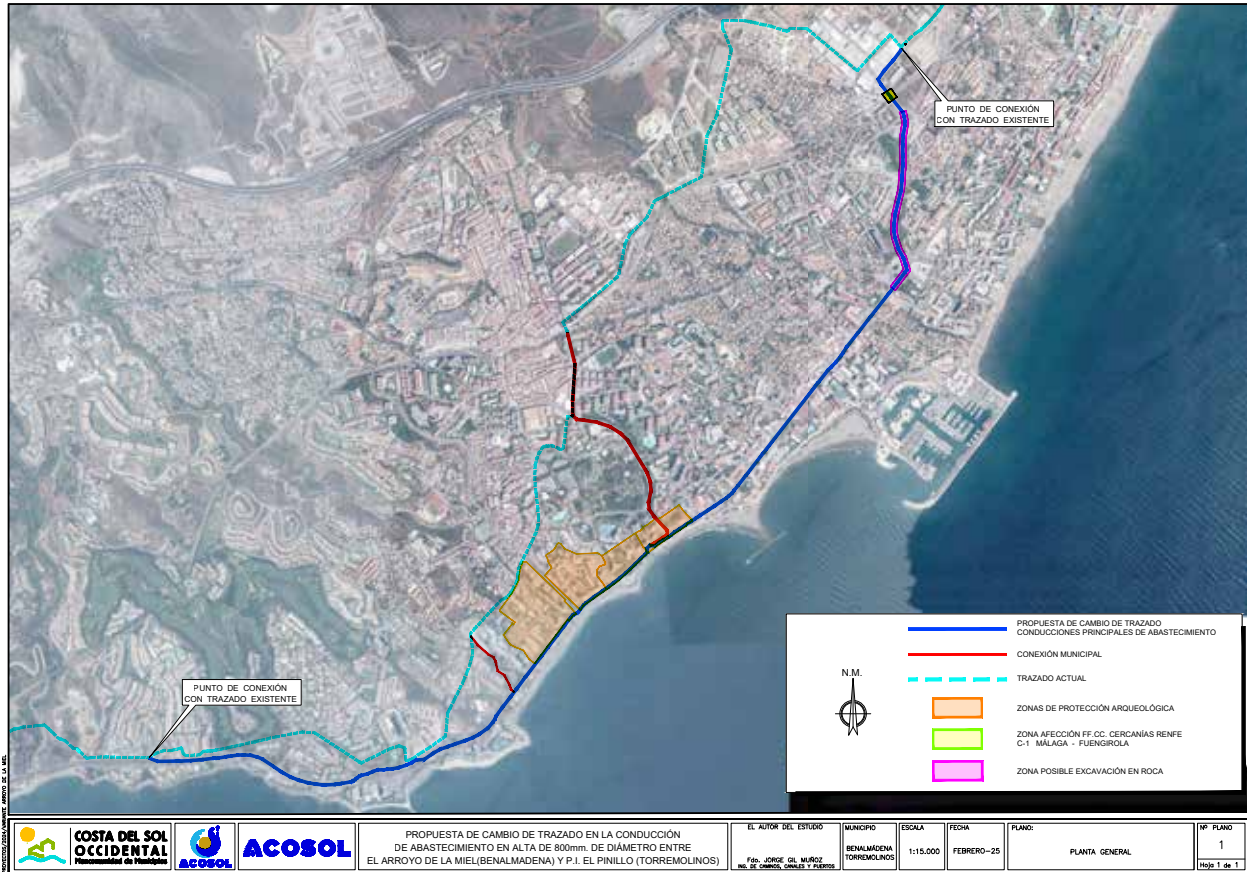 PUNTO DE CONEXIÓN
CON TRAZADO EXISTENTE
PUNTO DE CONEXIÓN
CON TRAZADO EXISTENTE
N.M.
PROPUESTA DE CAMBIO DE TRAZADO
CONDUCCIONES PRINCIPALES DE ABASTECIMIENTO
CONEXIÓN MUNICIPAL
TRAZADO ACTUAL
ZONAS DE PROTECCIÓN ARQUEOLÓGICA
ZONA AFECCIÓN FF.CC. CERCANÍAS RENFE
C-1 MÁLAGA - FUENGIROLA
ZONA POSIBLE EXCAVACIÓN EN ROCA
COSTA DEL SOL
OCCIDENTAL
Mancomunidad de Municipios
ACOSOL
ACOSOL
PROPUESTA DE CAMBIO DE TRAZADO EN LA CONDUCCIÓN
DE ABASTECIMIENTO EN ALTA DE 800mm. DE DIÁMETRO ENTRE
EL ARROYO DE LA MIEL(BENALMADENA) Y P.I. EL PINILLO (TORREMOLINOS)
EL AUTOR DEL ESTUDIO
Fdo. JORGE GIL MUÑOZ
ING. DE CAMINOS, CANALES Y PUERTOS
MUNICIPIO
BENALMÁDENA
TORREMOLINOS
ESCALA
1:15.000
FECHA
FEBRERO-25
PLANO:
PLANTA GENERAL
Nº PLANO
1
Hoja 1 de 1